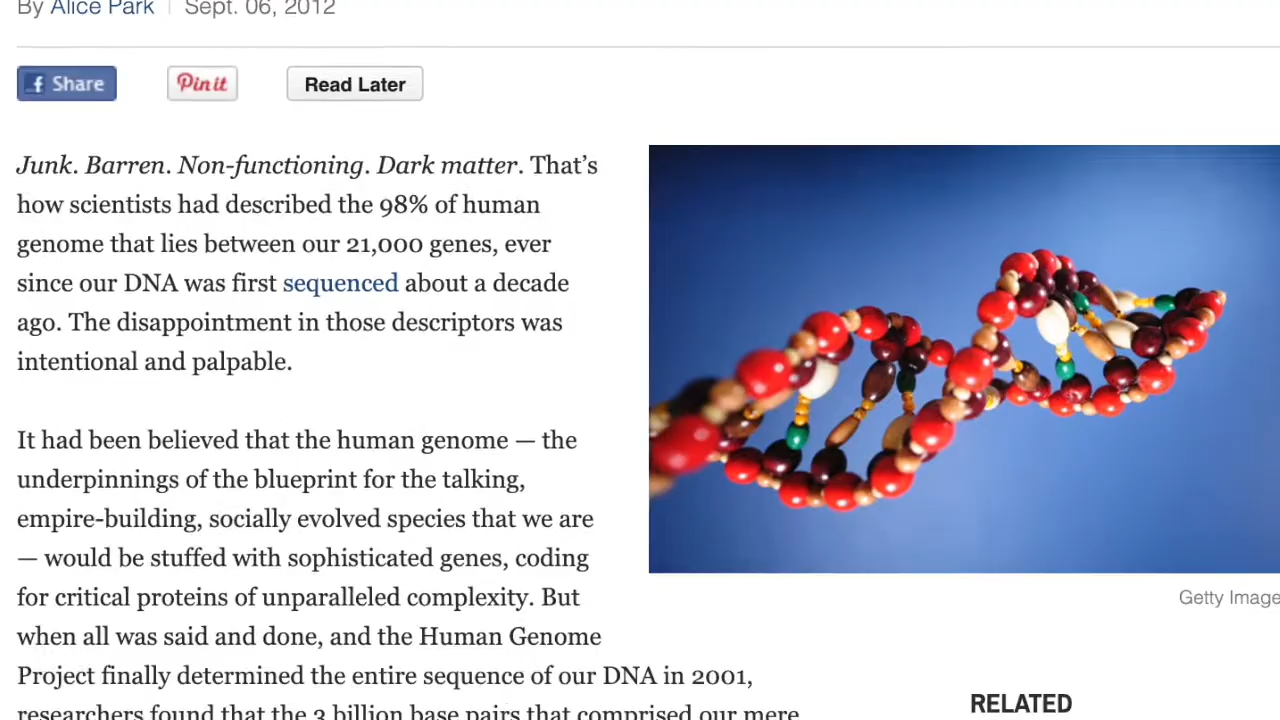 By Alice Park | Sept. 06, 2012
f Share
Pin it
Read Later
Junk. Barren. Non-functioning. Dark matter. That’s
how scientists had described the 98% of human
genome that lies between our 21,000 genes, ever
since our DNA was first sequenced about a decade
ago. The disappointment in those descriptors was
intentional and palpable.
It had been believed that the human genome — the
underpinnings of the blueprint for the talking,
empire-building, socially evolved species that we are
— would be stuffed with sophisticated genes, coding
for critical proteins of unparalleled complexity. But
when all was said and done, and the Human Genome
Project finally determined the entire sequence of our DNA in 2001,
researchers found that the 3 billion base pairs that comprised our mere
Getty Image
RELATED